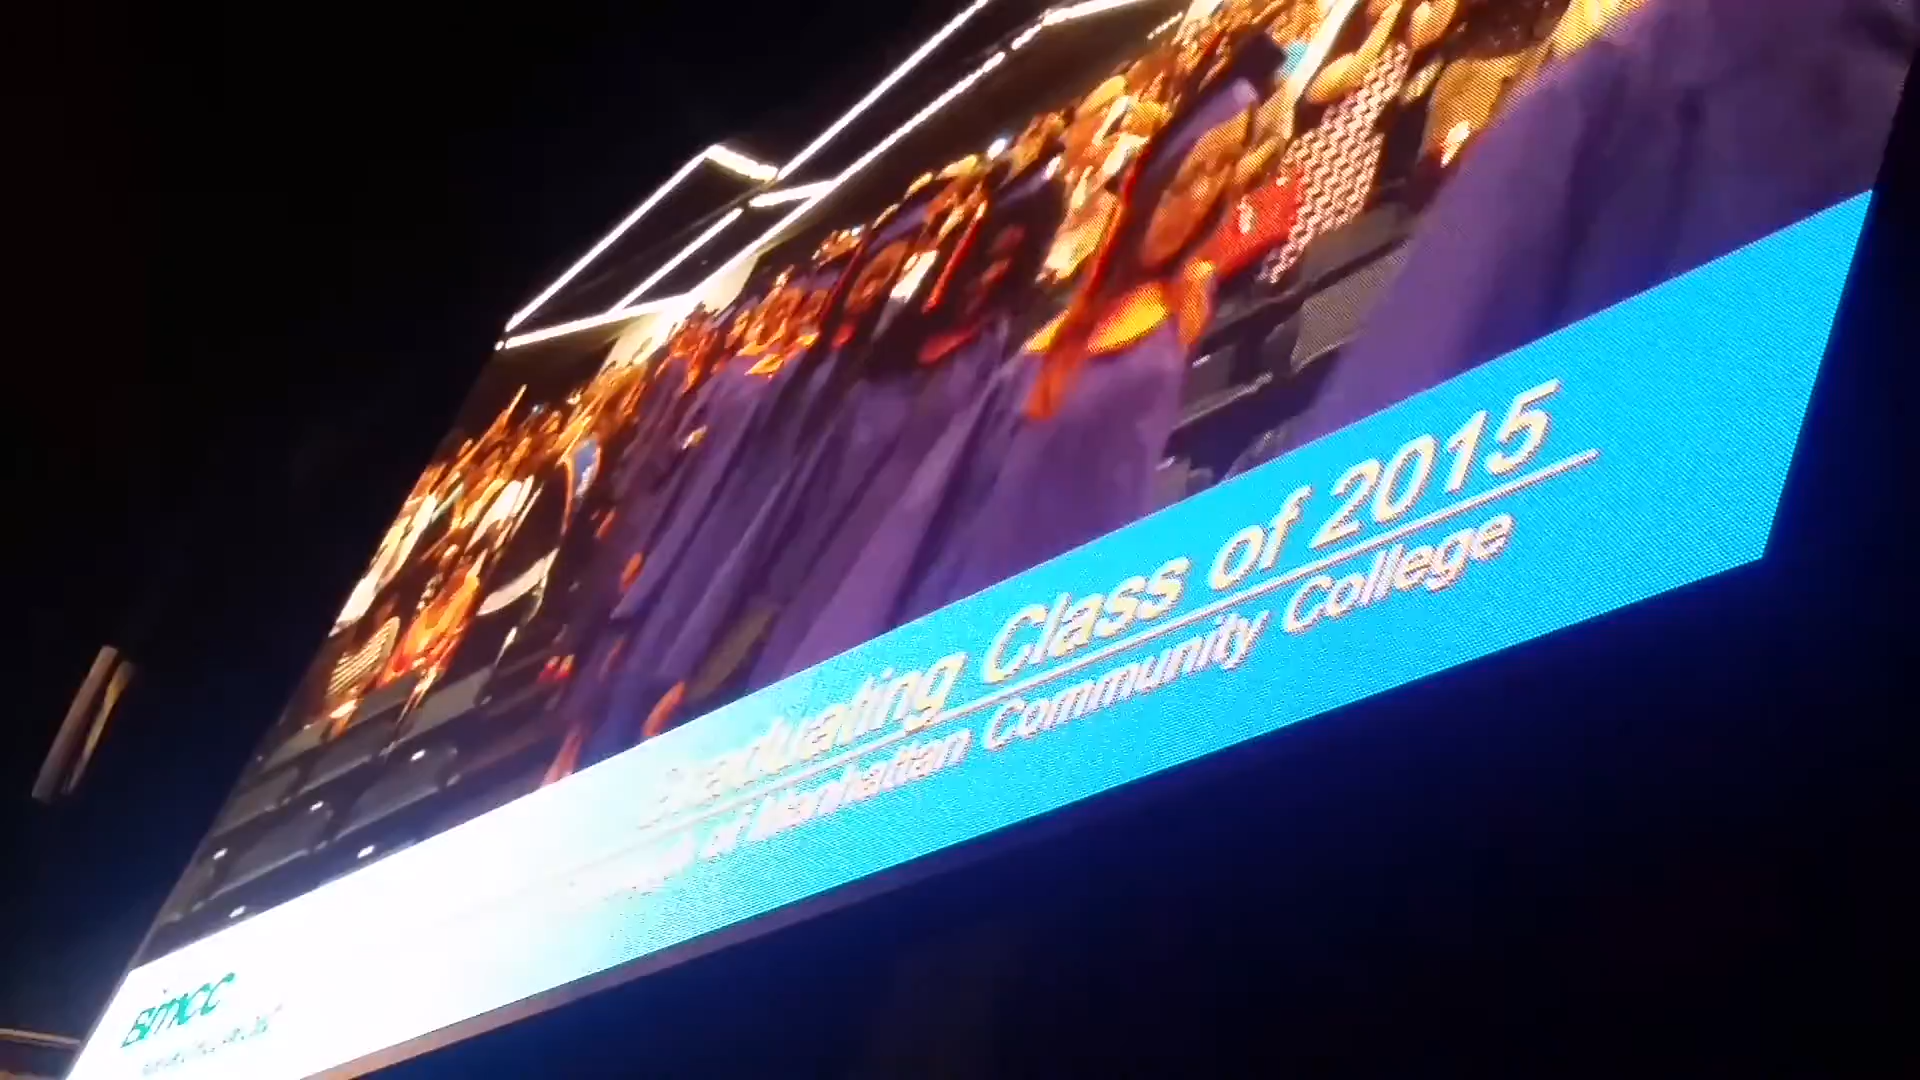 Graduating Class of 2015
of Manhattan Community College
BMCC